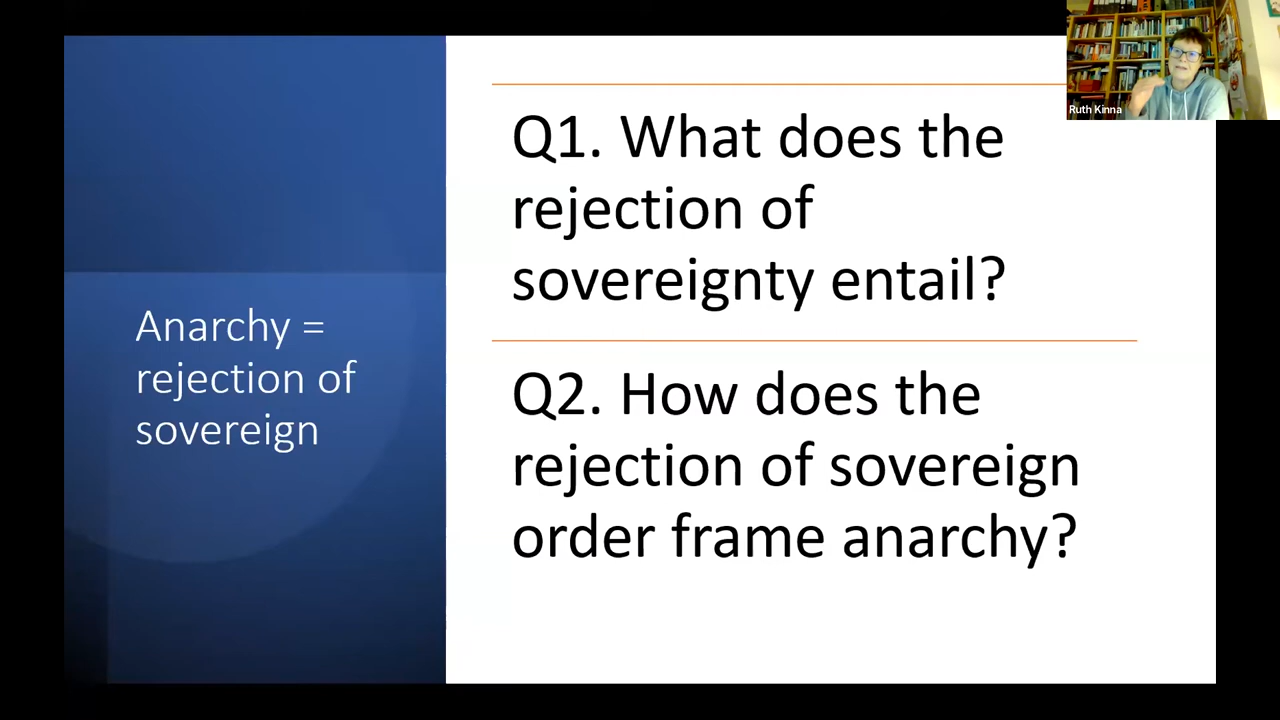 Anarchy =
rejection of
sovereign
Q1. What does the
rejection of
sovereignty entail?
Q2. How does the
rejection of sovereign
order frame anarchy?
Ruth Kinna